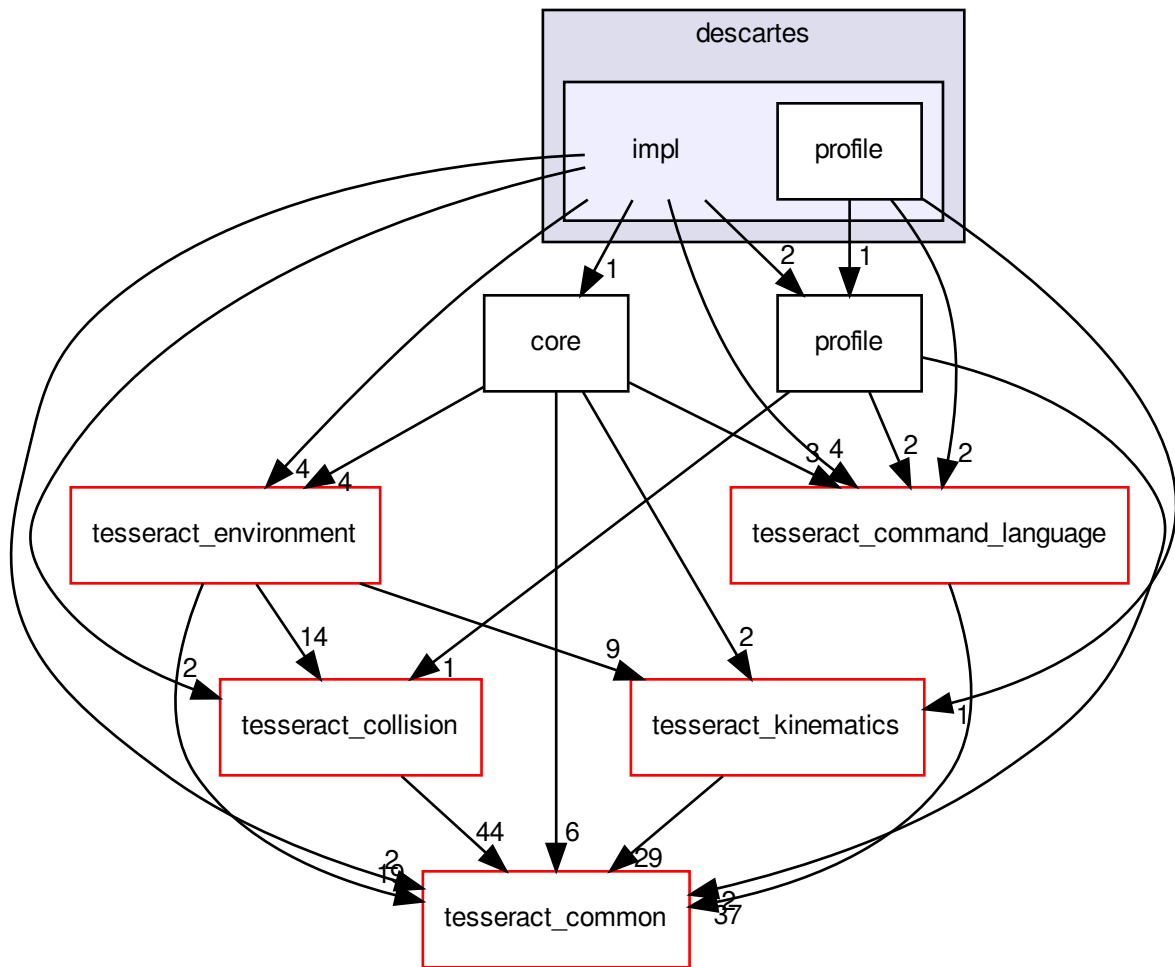 descartes
impl
profile
1
2
1
core
profile
4
4
3
4
2
2
tesseract_environment
tesseract_command_language
14
9
2
2
1
1
tesseract_collision
tesseract_kinematics
44
6
29
2
19
2
37
tesseract_common